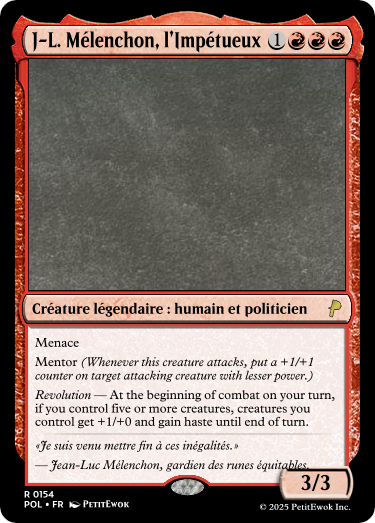 J-L. Mélenchon, l'Impétueux 1
Créature légendaire : humain et politicien
Menace
Mentor (Whenever this creature attacks, put a +1/+1
counter on target attacking creature with lesser power.)
Revolution — At the beginning of combat on your turn,
if you control five or more creatures, creatures you
control get +1/+0 and gain haste until end of turn.
«Je suis venu mettre fin à ces inégalités.»
— Jean-Luc Mélenchon, gardien des runes équitables.
3/3
R 0154
POL • FR PetitEwok
© 2025 PetitEwok Inc.